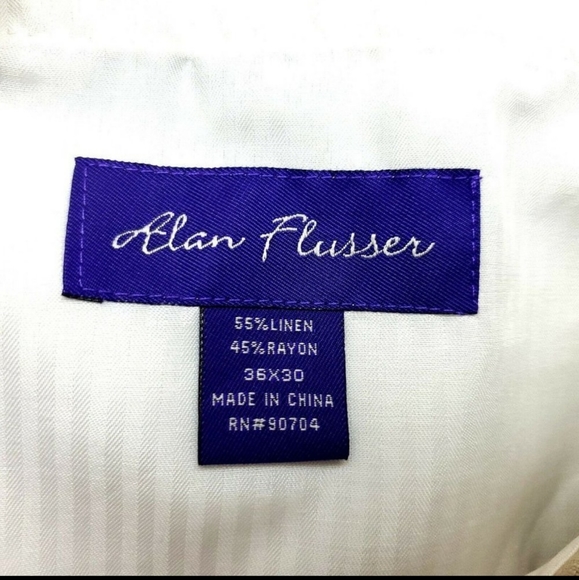 Alan Flusser
55%LINEN
45%RAYON
36X30
MADE IN CHINA
RN#90704